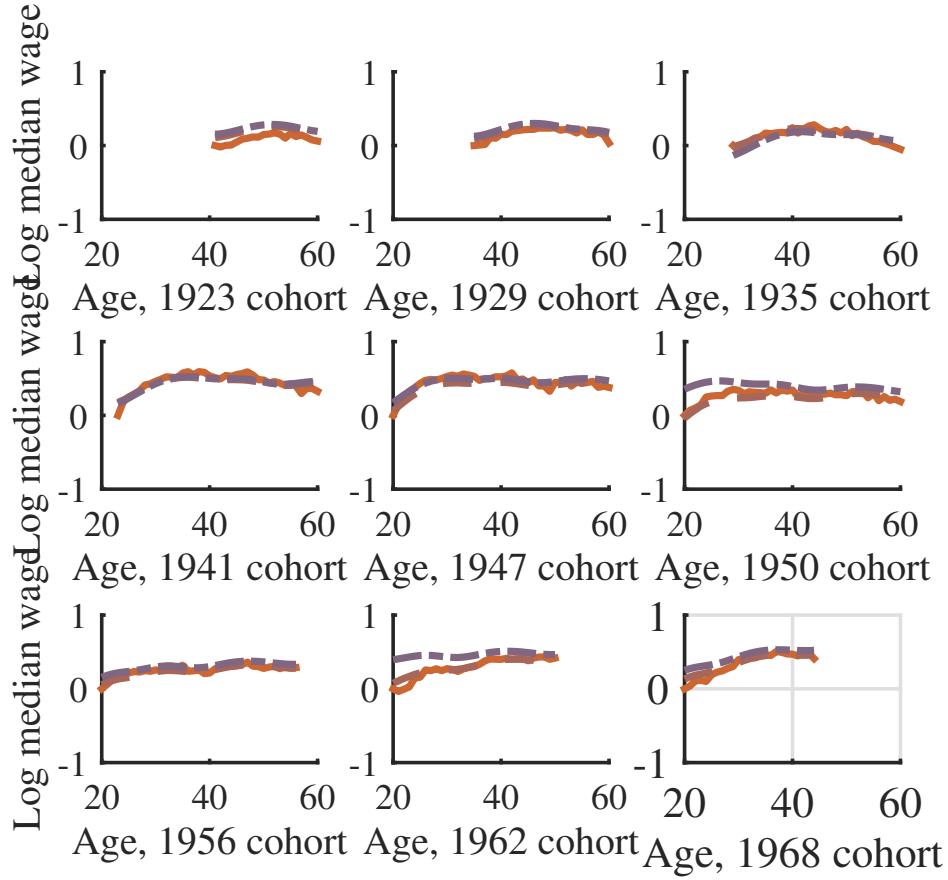 Log median wage
1
0
-1
20 40 60
Age, 1923 cohort
1
0
-1
20 40 60
Age, 1929 cohort
1
0
-1
20 40 60
Age, 1935 cohort
Log median wage
1
0
-1
20 40 60
Age, 1941 cohort
1
0
-1
20 40 60
Age, 1947 cohort
1
0
-1
20 40 60
Age, 1950 cohort
Log median wage
1
0
-1
20 40 60
Age, 1956 cohort
1
0
-1
20 40 60
Age, 1962 cohort
1
0
-1
20 40 60
Age, 1968 cohort